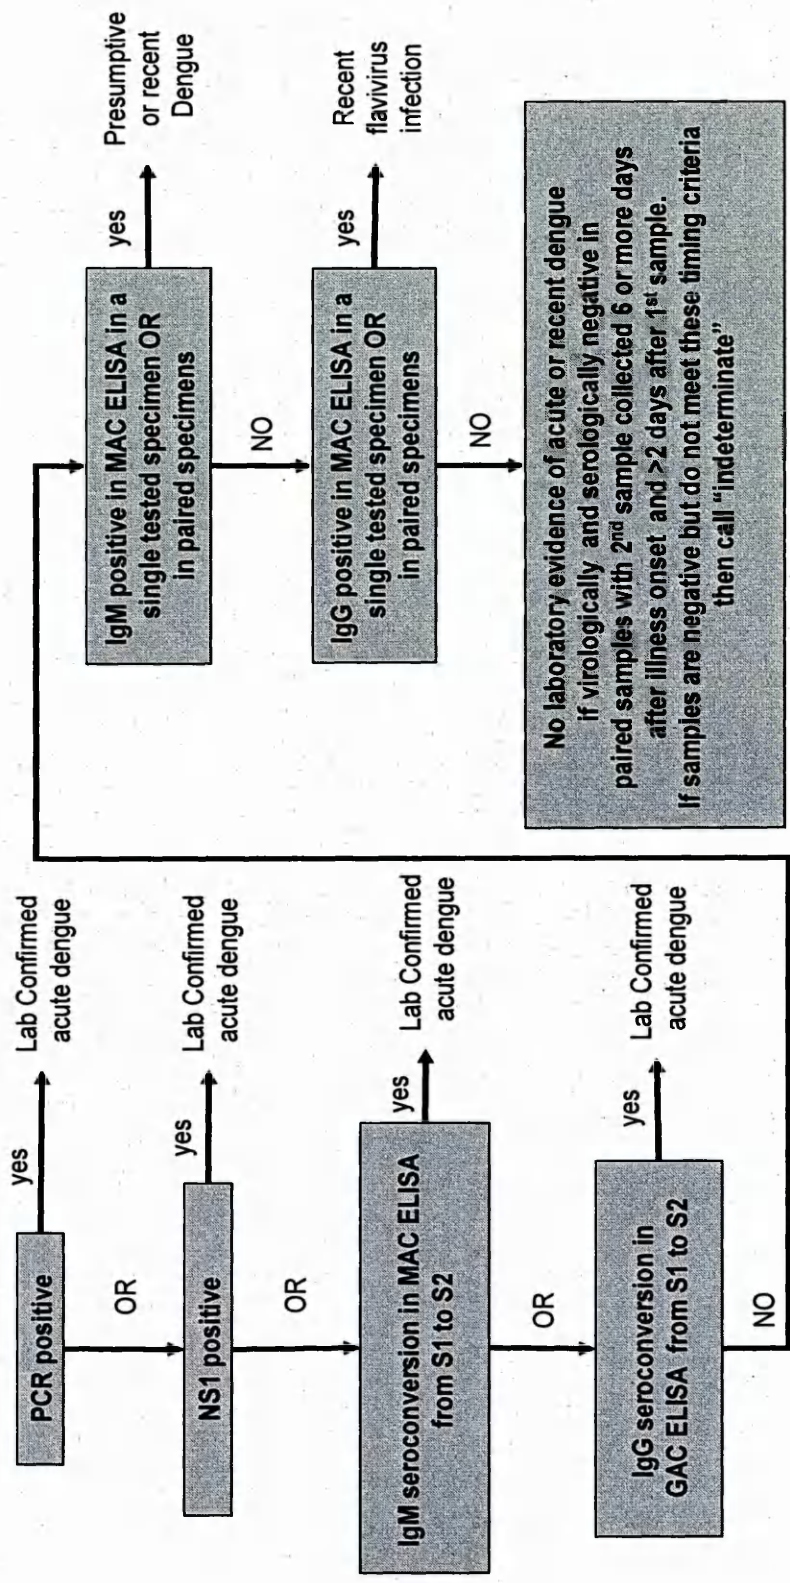 PCR positive
yes
Lab Confirmed
acute dengue
OR
NS1 positive
yes
Lab Confirmed
acute dengue
OR
IgM seroconversion in MAC ELISA
from S1 to S2
yes
Lab Confirmed
acute dengue
OR
IgG seroconversion in
GAC ELISA from S1 to S2
yes
Lab Confirmed
acute dengue
NO
IgM positive in MAC ELISA in a
single tested specimen OR
in paired specimens
yes
Presumptive
or recent
Dengue
NO
IgG positive in MAC ELISA in a
single tested specimen OR
in paired specimens
yes
Recent
flavivirus
infection
NO
No laboratory evidence of acute or recent dengue
if virologically and serologically negative in
paired samples with 2nd sample collected 6 or more days
after illness onset and >2 days after 1st sample.
If samples are negative but do not meet these timing criteria
then call “indeterminate”